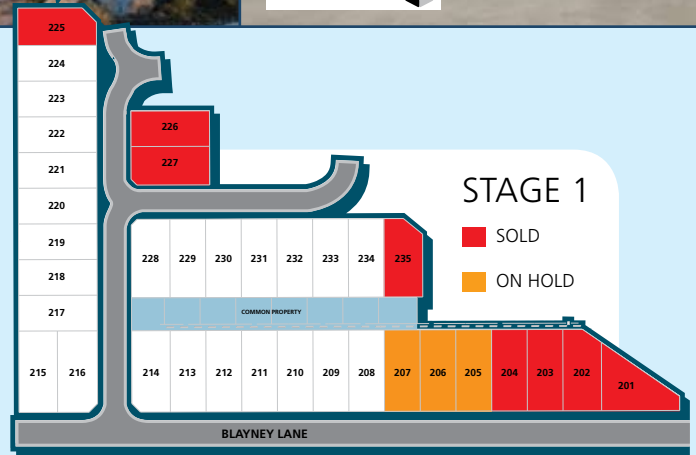 225
224
223
222
221
220
219
218
217
215 216
226
227
STAGE 1
SOLD
ON HOLD
228 229 230 231 232 233 234 235
COMMON PROPERTY
214 213 212 211 210 209 208 207 206 205 204 203 202 201
BLAYNEY LANE